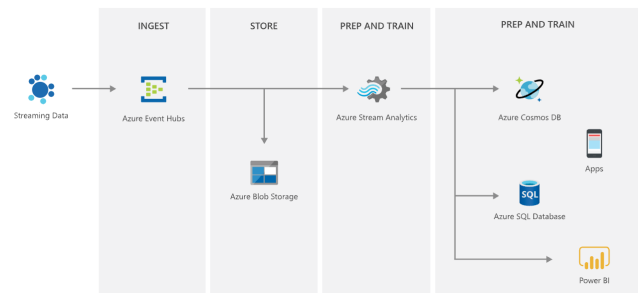 INGEST
STORE
PREP AND TRAIN
PREP AND TRAIN
Streaming Data
Azure Event Hubs
Azure Stream Analytics
Azure Cosmos DB
Apps
Azure Blob Storage
SQL
Azure SQL Database
Power BI